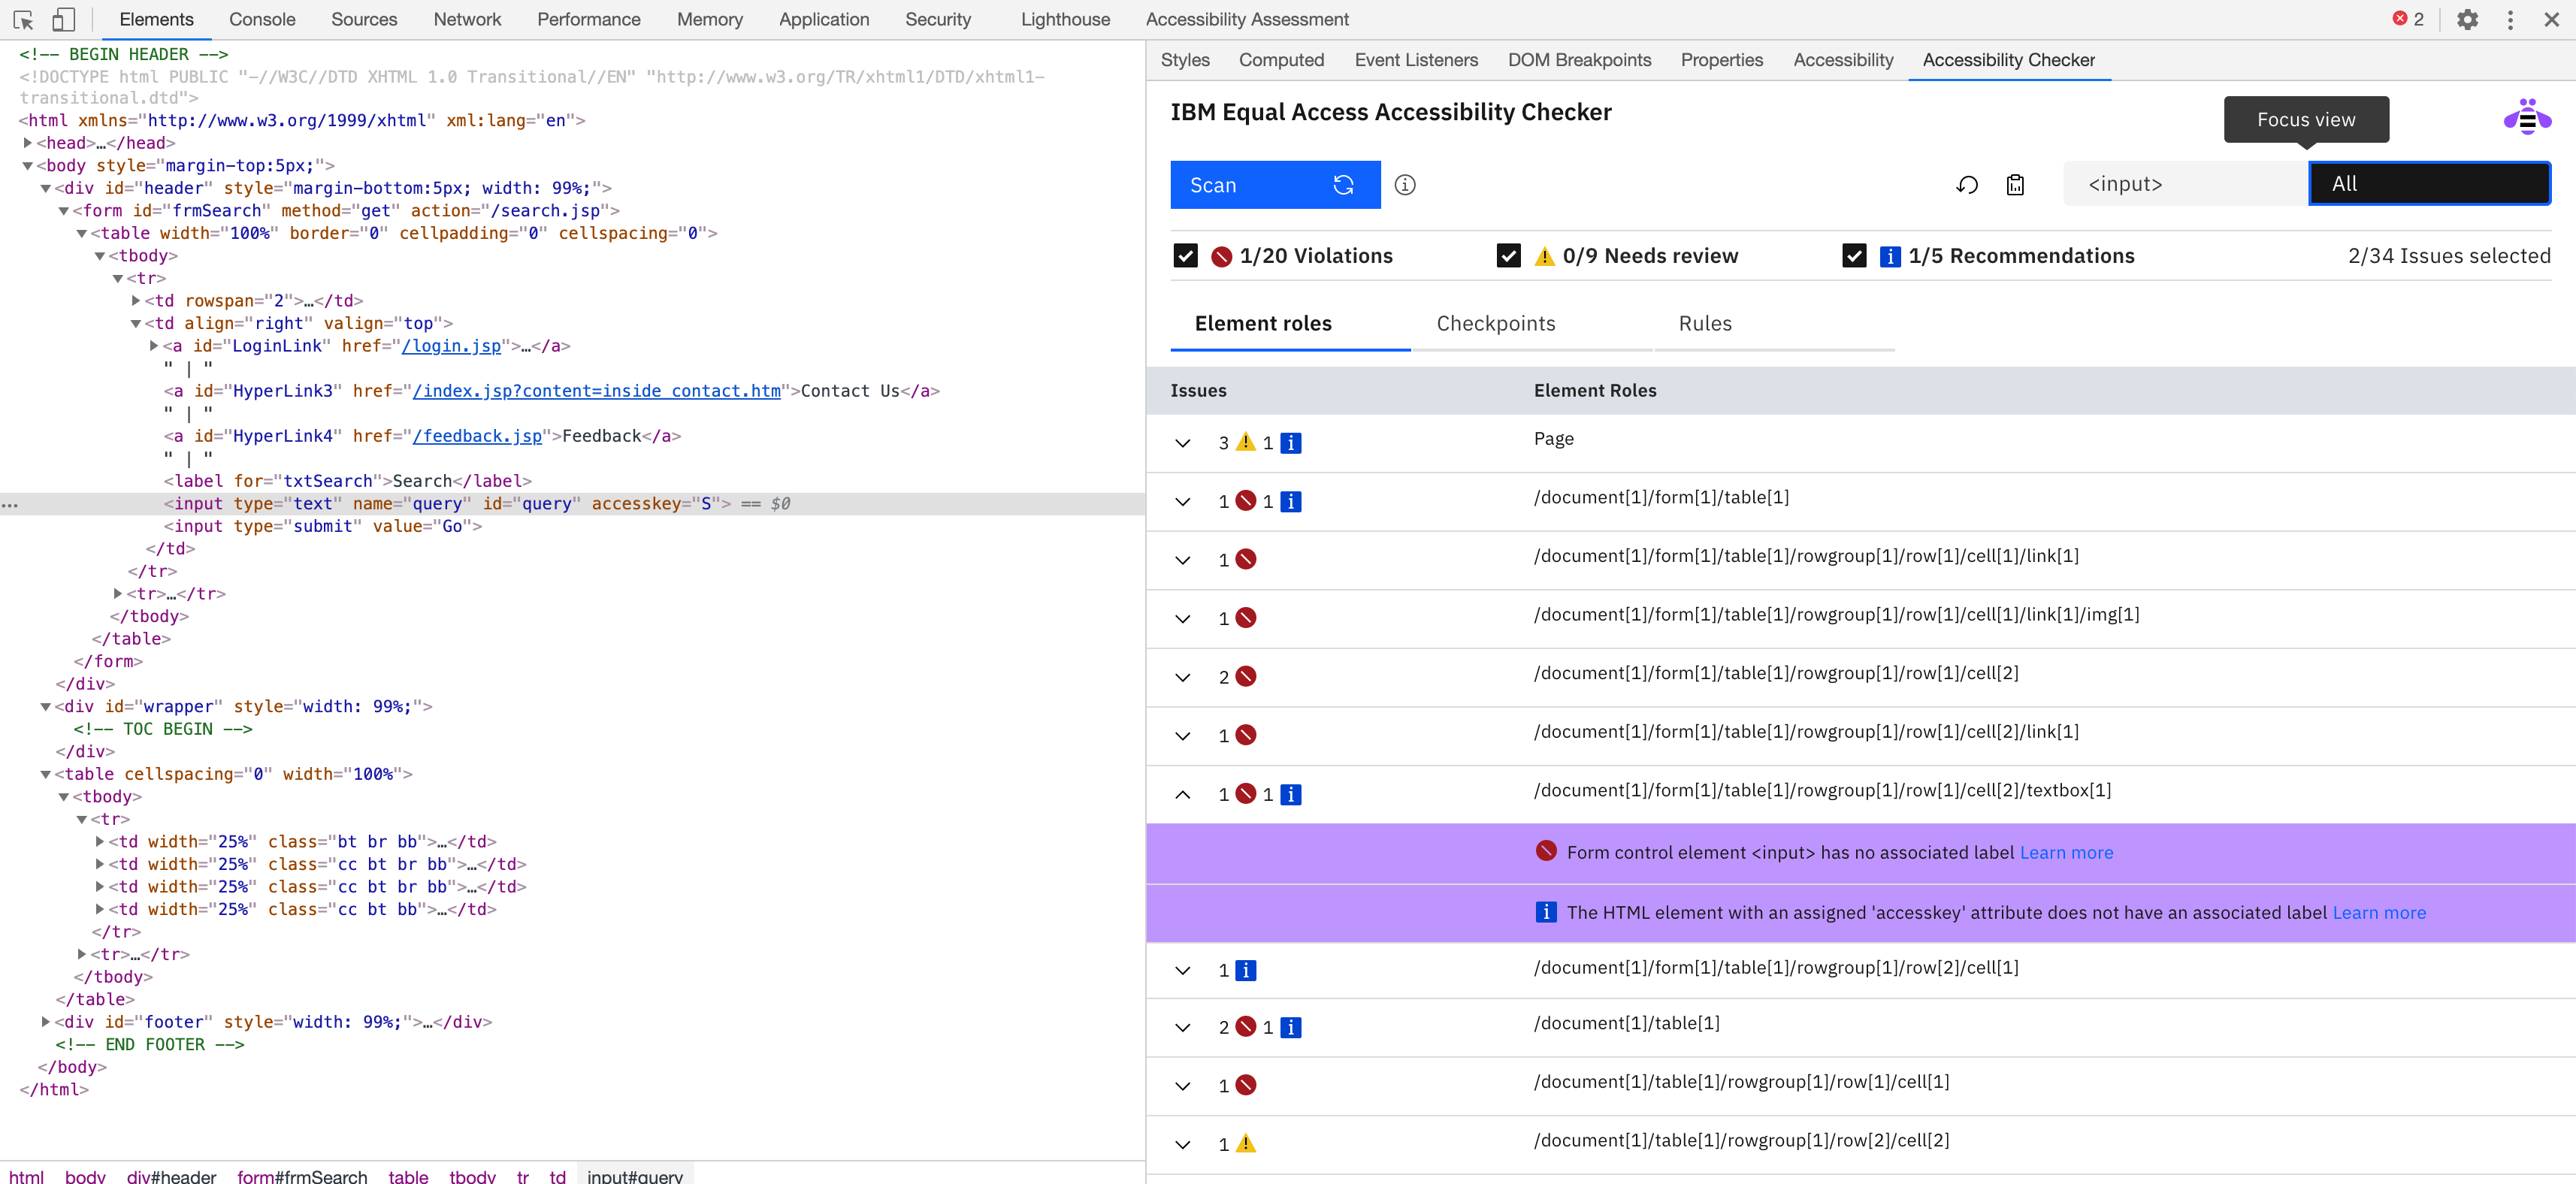 Elements Console Sources Network Performance Memory Application Security Lighthouse Accessibility Assessment 2
<!-- BEGIN HEADER -->
<!DOCTYPE html PUBLIC "-//W3C//DTD XHTML 1.0 Transitional//EN" "http://www.w3.org/TR/xhtml1/DTD/xhtml1-
transitional.dtd">
<html xmlns="http://www.w3.org/1999/xhtml" xml:lang="en">
<head>…</head>
<body style="margin-top:5px;">
<div id="header" style="margin-bottom:5px; width: 99%;">
<form id="frmSearch" method="get" action="/search.jsp">
<table width="100%" border="0" cellpadding="0" cellspacing="0">
<tbody>
<tr>
<td rowspan="2">…</td>
<td align="right" valign="top">
<a id="LoginLink" href="/login.jsp">…</a>
" | "
<a id="HyperLink3" href="/index.jsp?content=inside_contact.htm">Contact Us</a>
" | "
<a id="HyperLink4" href="/feedback.jsp">Feedback</a>
" | "
<label for="txtSearch">Search</label>
… <input type="text" name="query" id="query" accesskey="S"> == $0
<input type="submit" value="Go">
</td>
</tr>
<tr>…</tr>
</tbody>
</table>
</form>
</div>
<div id="wrapper" style="width: 99%;">
<!-- TOC BEGIN -->
</div>
<table cellspacing="0" width="100%">
<tbody>
<tr>
<td width="25%" class="bt br bb">…</td>
<td width="25%" class="cc bt br bb">…</td>
<td width="25%" class="cc bt br bb">…</td>
<td width="25%" class="cc bt bb">…</td>
</tr>
<tr>…</tr>
</tbody>
</table>
<div id="footer" style="width: 99%;">…</div>
<!-- END FOOTER -->
</body>
</html>
html body div#header form#frmSearch table tbody tr td input#query
Styles Computed Event Listeners DOM Breakpoints Properties Accessibility Accessibility Checker
IBM Equal Access Accessibility Checker
Focus view
Scan <input> All
1/20 Violations 0/9 Needs review 1/5 Recommendations 2/34 Issues selected
Element roles Checkpoints Rules
Issues Element Roles
3 1 Page
1 1 /document[1]/form[1]/table[1]
1 /document[1]/form[1]/table[1]/rowgroup[1]/row[1]/cell[1]/link[1]
1 /document[1]/form[1]/table[1]/rowgroup[1]/row[1]/cell[1]/link[1]/img[1]
2 /document[1]/form[1]/table[1]/rowgroup[1]/row[1]/cell[2]
1 /document[1]/form[1]/table[1]/rowgroup[1]/row[1]/cell[2]/link[1]
1 1 /document[1]/form[1]/table[1]/rowgroup[1]/row[1]/cell[2]/textbox[1]
Form control element <input> has no associated label Learn more
The HTML element with an assigned 'accesskey' attribute does not have an associated label Learn more
1 /document[1]/form[1]/table[1]/rowgroup[1]/row[2]/cell[1]
2 1 /document[1]/table[1]
1 /document[1]/table[1]/rowgroup[1]/row[1]/cell[1]
1 /document[1]/table[1]/rowgroup[1]/row[2]/cell[2]